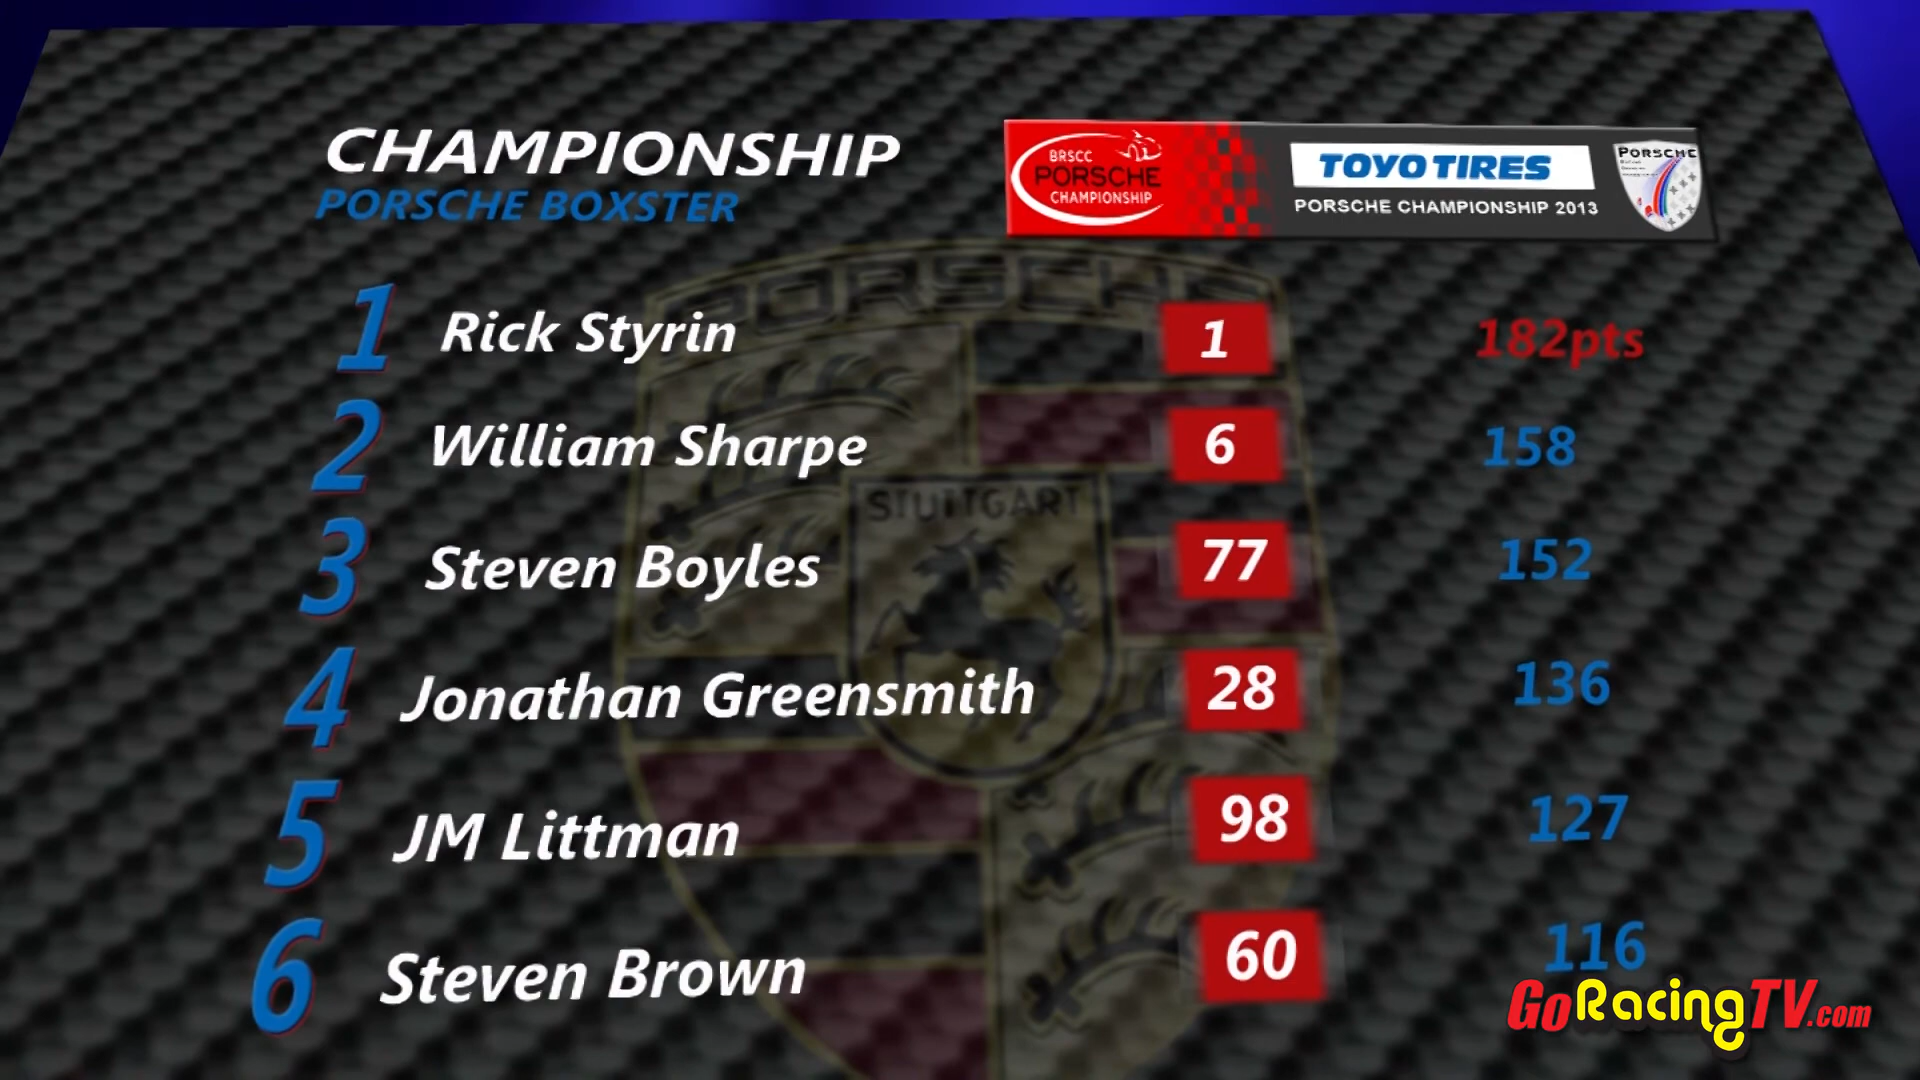 CHAMPIONSHIP
PORSCHE BOXSTER
BRSCC
PORSCHE
CHAMPIONSHIP
TOYO TIRES
PORSCHE CHAMPIONSHIP 2013
PORSCHE
PORSCHE
STUTTGART
1 Rick Styrin 1 182pts
2 William Sharpe 6 158
3 Steven Boyles 77 152
4 Jonathan Greensmith 28 136
5 JM Littman 98 127
6 Steven Brown 60 116
GoRacingTV.com